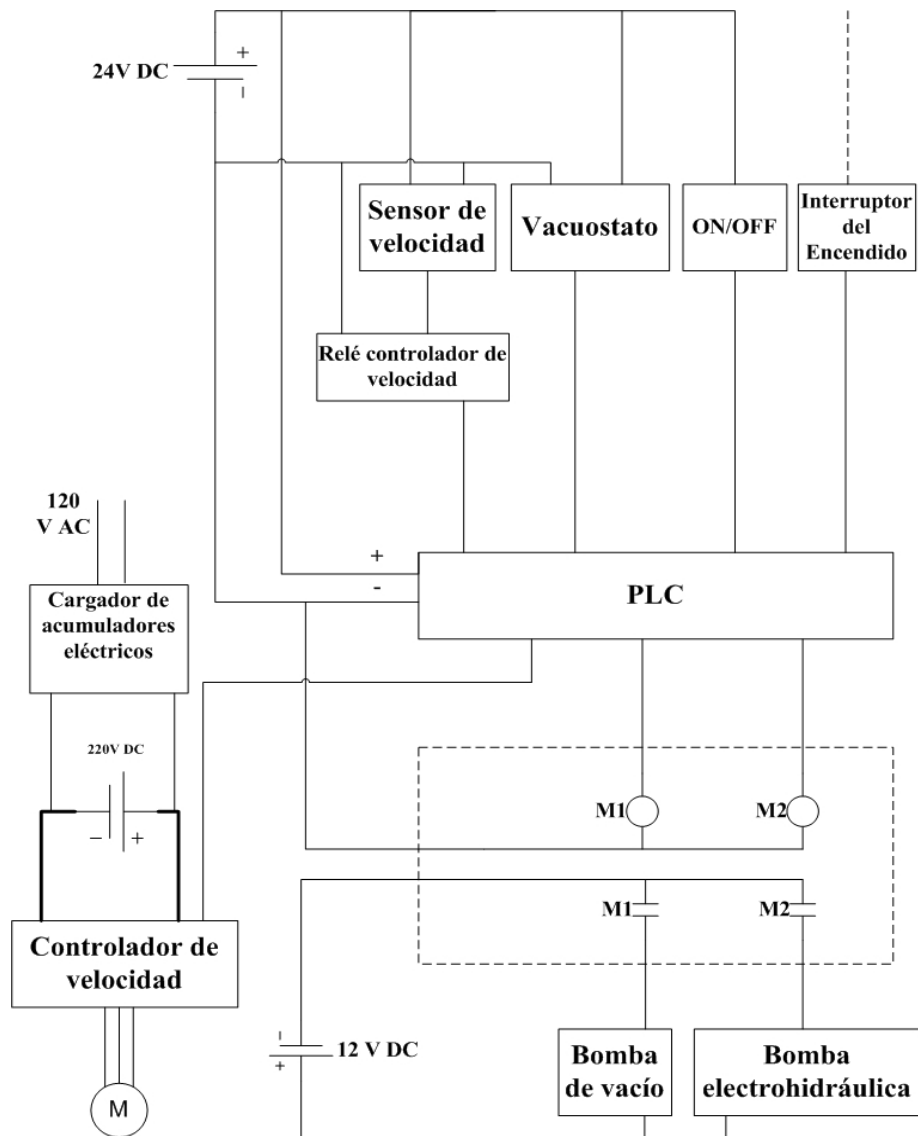 +
24V DC
–
Sensor de
velocidad
Vacuostato
ON/OFF
Interruptor
del
Encendido
Relé controlador de
velocidad
120
V AC
+
-
PLC
Cargador de
acumuladores
eléctricos
220V DC
– +
M1
M2
M1
M2
Controlador de
velocidad
–
12 V DC
+
Bomba
de vacío
Bomba
electrohidráulica
M